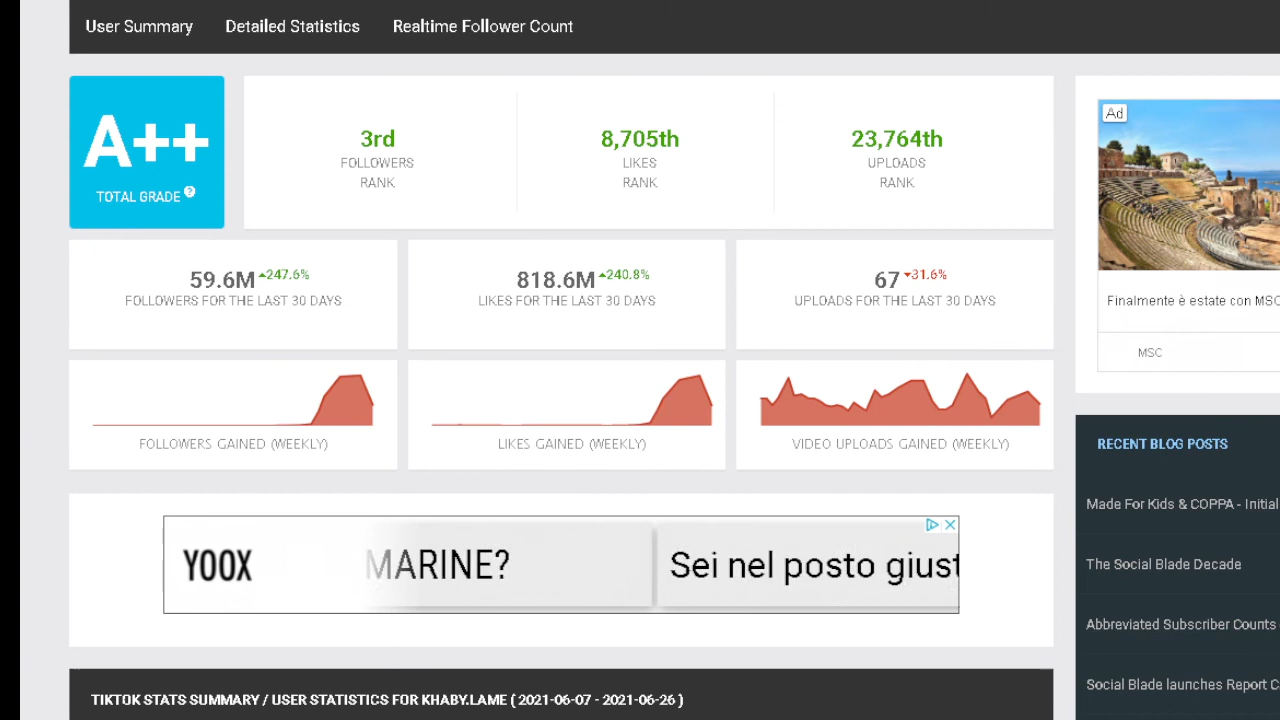 User Summary
Detailed Statistics
Realtime Follower Count
A++
TOTAL GRADE ?
3rd
FOLLOWERS
RANK
8,705th
LIKES
RANK
23,764th
UPLOADS
RANK
59.6M 247.6%
FOLLOWERS FOR THE LAST 30 DAYS
818.6M 240.8%
LIKES FOR THE LAST 30 DAYS
67 31.6%
UPLOADS FOR THE LAST 30 DAYS
FOLLOWERS GAINED (WEEKLY)
LIKES GAINED (WEEKLY)
VIDEO UPLOADS GAINED (WEEKLY)
YOOX
MARINE?
Sei nel posto giust
TIKTOK STATS SUMMARY / USER STATISTICS FOR KHABY.LAME ( 2021-06-07 - 2021-06-26 )
Ad
Finalmente è estate con MSC
MSC
RECENT BLOG POSTS
Made For Kids & COPPA - Initial
The Social Blade Decade
Abbreviated Subscriber Counts
Social Blade launches Report C